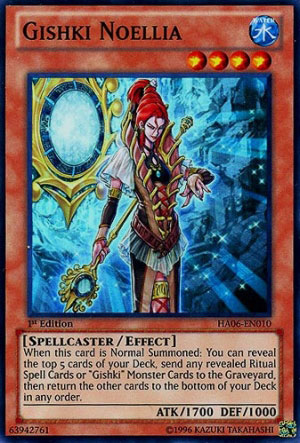 GISHKI NOELLIA
WATER
水
1st Edition
HA06-EN010
[SPELLCASTER / EFFECT]
When this card is Normal Summoned: You can reveal
the top 5 cards of your Deck, send any revealed Ritual
Spell Cards or "Gishki" Monster Cards to the Graveyard,
then return the other cards to the bottom of your Deck
in any order.
ATK/1700 DEF/1000
63942761
©1996 KAZUKI TAKAHASHI